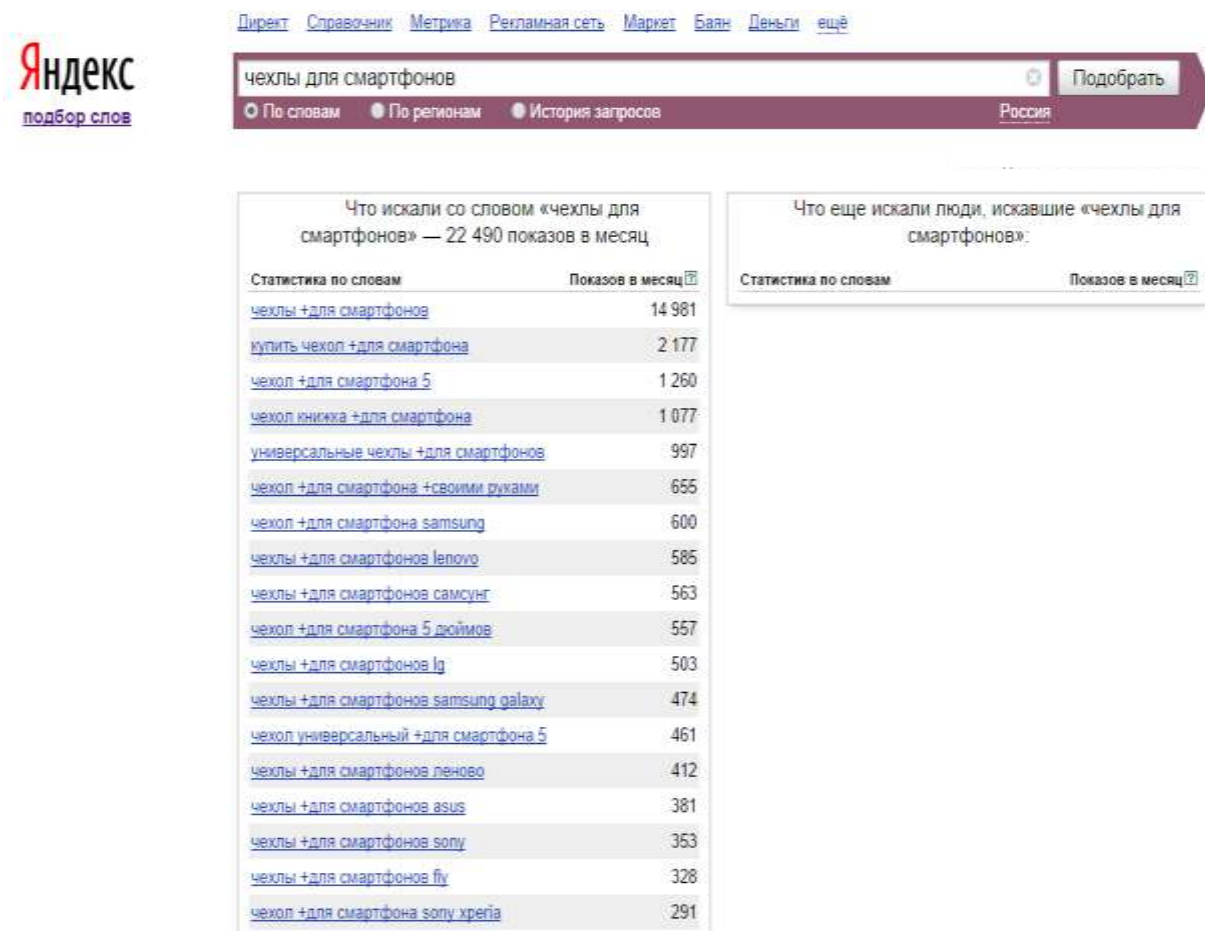 Директ Справочник Метрика Рекламная сеть Маркет Баян Деньги ещё
Яндекс
подбор слов
чехлы для смартфонов
Подобрать
По словам По регионам История запросов Россия
Что искали со словом «чехлы для
смартфонов» — 22 490 показов в месяц
Статистика по словам Показов в месяц ?
чехлы +для смартфонов 14 981
купить чехол +для смартфона 2 177
чехол +для смартфона 5 1 260
чехол книжка +для смартфона 1 077
универсальные чехлы +для смартфонов 997
чехол +для смартфона +своими руками 655
чехол +для смартфона samsung 600
чехлы +для смартфонов lenovo 585
чехлы +для смартфонов самсунг 563
чехол +для смартфона 5 дюймов 557
чехлы +для смартфонов lg 503
чехлы +для смартфонов samsung galaxy 474
чехол универсальный +для смартфона 5 461
чехлы +для смартфонов леново 412
чехлы +для смартфонов asus 381
чехлы +для смартфонов sony 353
чехлы +для смартфонов fly 328
чехол +для смартфона sony xperia 291
Что еще искали люди, искавшие «чехлы для
смартфонов»:
Статистика по словам Показов в месяц ?